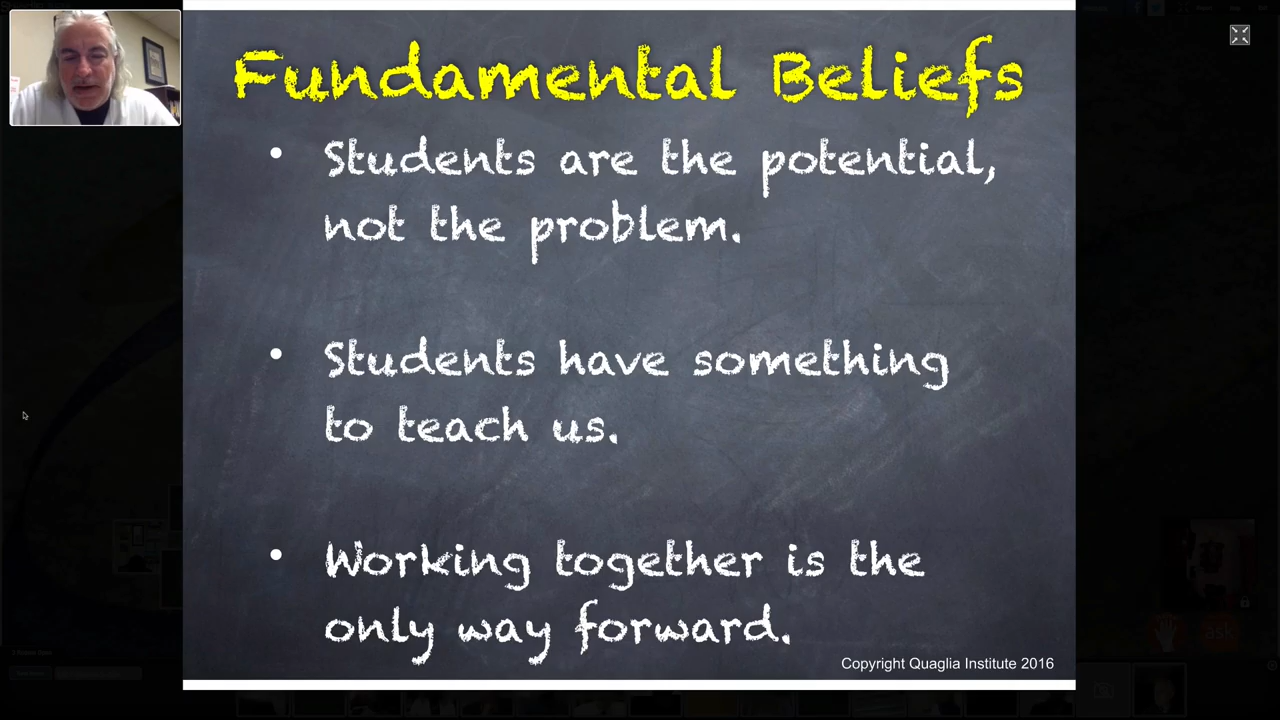 Fundamental Beliefs
• Students are the potential,
not the problem.
• Students have something
to teach us.
• Working together is the
only way forward.
Copyright Quaglia Institute 2016
ask